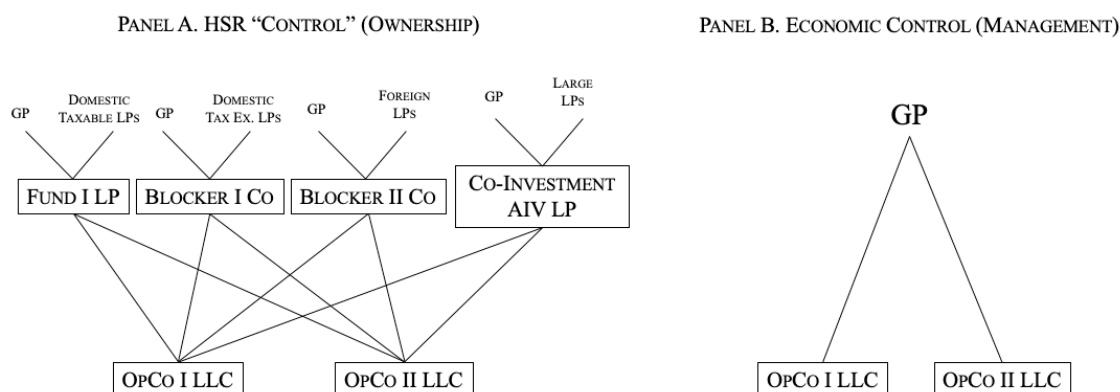 PANEL A. HSR “CONTROL” (OWNERSHIP)
PANEL B. ECONOMIC CONTROL (MANAGEMENT)
GP
DOMESTIC
TAXABLE LPS
GP
DOMESTIC
TAX EX. LPS
GP
FOREIGN
LPS
GP
LARGE
LPS
GP
FUND I LP
BLOCKER I CO
BLOCKER II CO
CO-INVESTMENT
AIV LP
OPCO I LLC
OPCO II LLC
OPCO I LLC
OPCO II LLC